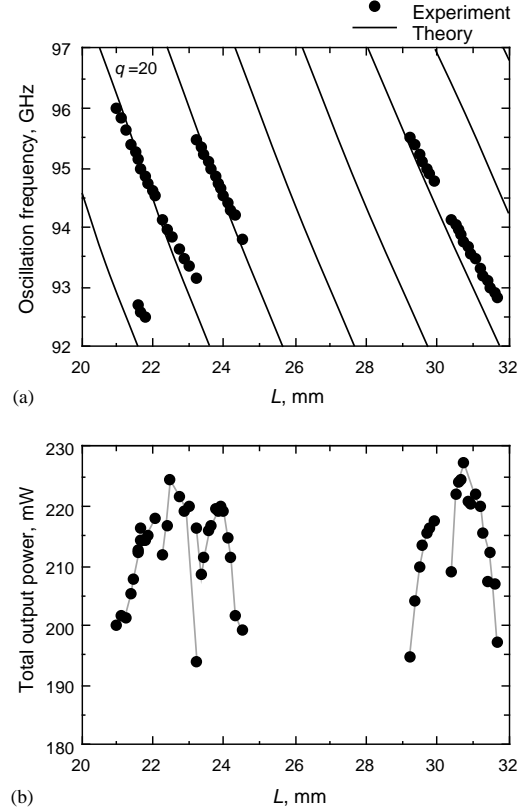 Experiment
Theory
97
96
95
94
93
92
q=20
Oscillation frequency, GHz
20 22 24 26 28 30 32
(a)
L, mm
230
220
210
200
190
180
Total output power, mW
20 22 24 26 28 30 32
(b)
L, mm